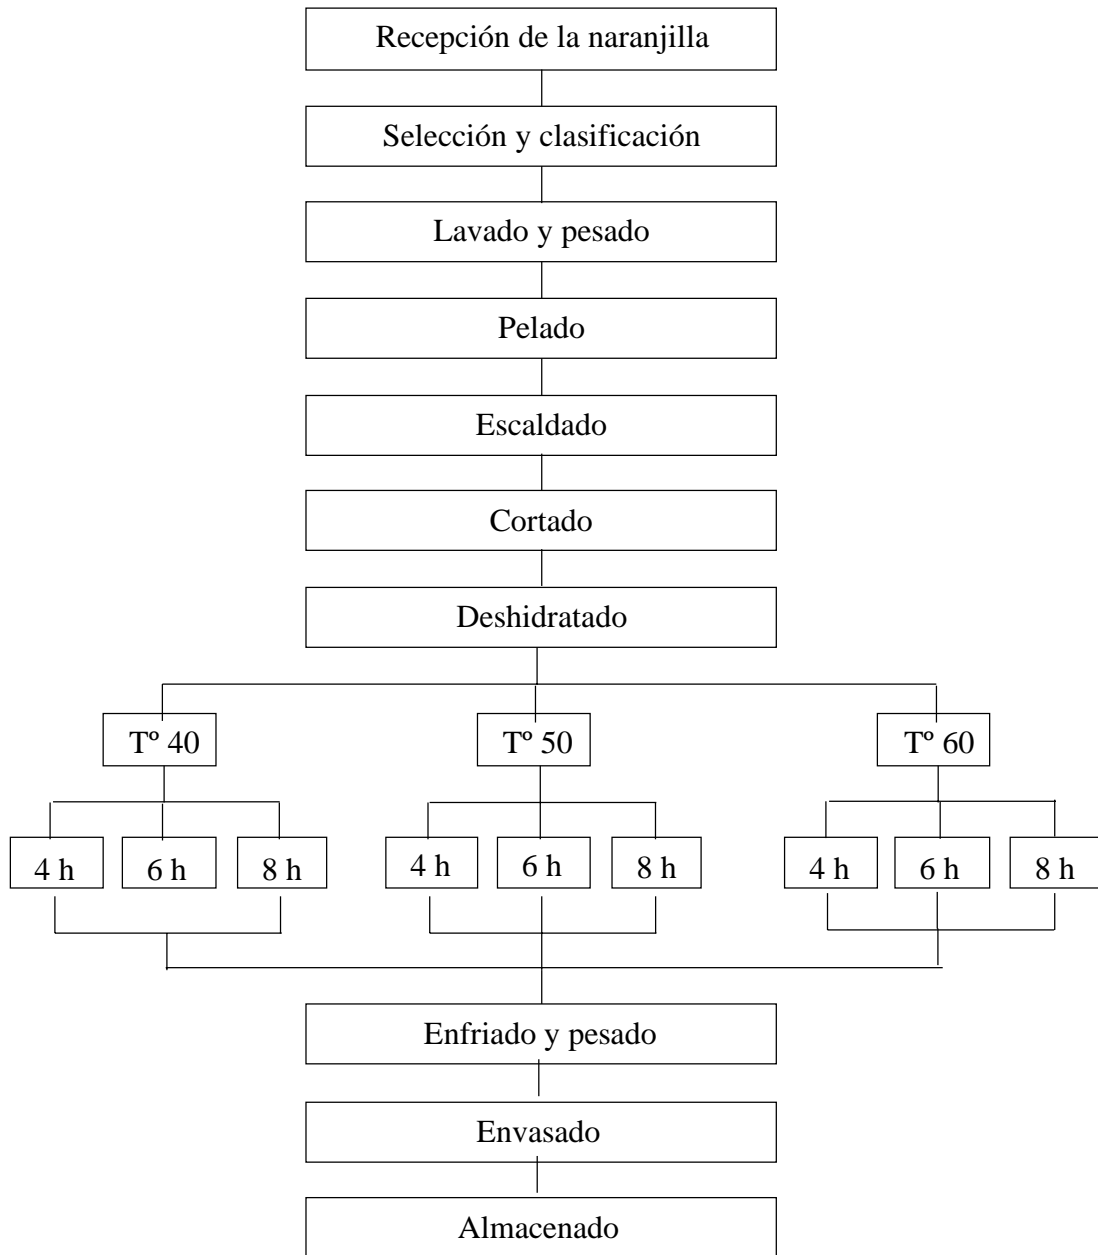 Recepción de la naranjilla
Selección y clasificación
Lavado y pesado
Pelado
Escaldado
Cortado
Deshidratado
Tº 40
Tº 50
Tº 60
4 h
6 h
8 h
4 h
6 h
8 h
4 h
6 h
8 h
Enfriado y pesado
Envasado
Almacenado